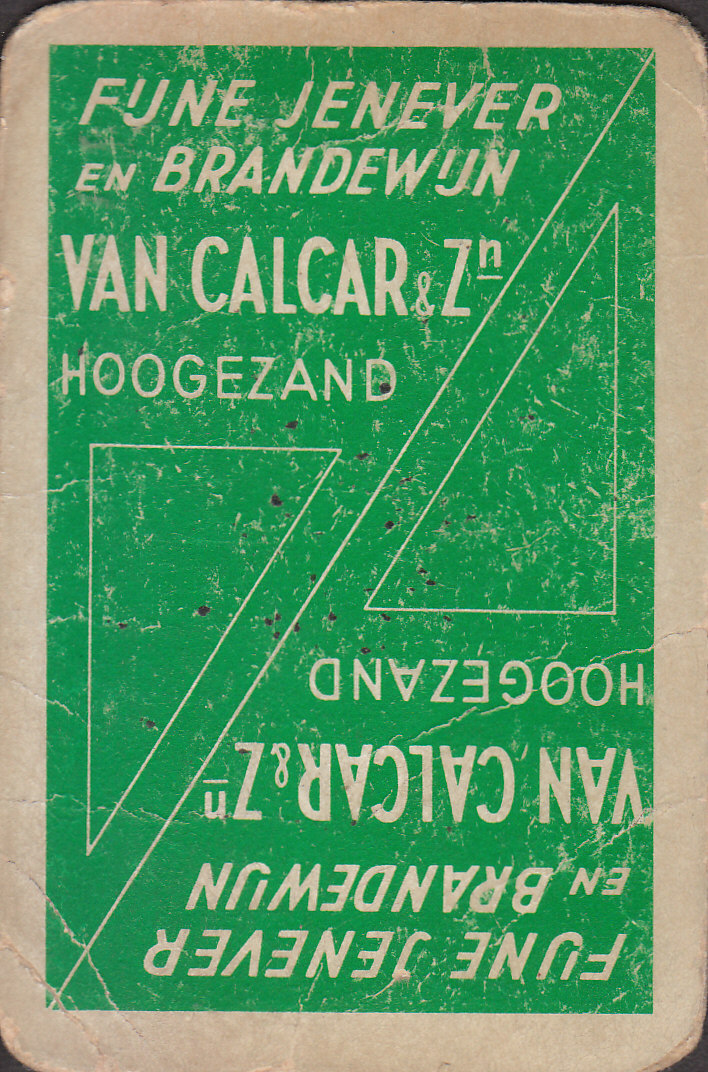 FIJNE JENEVER
EN BRANDEWIJN
VAN CALCAR & Zn
HOOGEZAND
HOOGEZAND
VAN CALCAR & Zn
EN BRANDEWIJN
FIJNE JENEVER